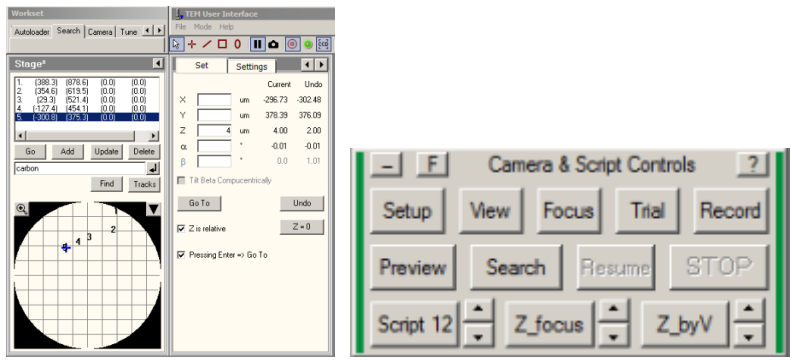 Workset
Autoloader Search Camera Tune
Stage²
1. (388.3) (878.6) (0.0) (0.0)
2. (354.6) (619.5) (0.0) (0.0)
3. (29.3) (521.4) (0.0) (0.0)
4. (-127.4) (454.1) (0.0) (0.0)
5. (-300.8) (375.3) (0.0) (0.0)
Go Add Update Delete
carbon
Find Tracks
1
2
3
4
5
TEM User Interface
File Mode Help
Set Settings
Current Undo
X um -296.73 -302.48
Y um 378.39 376.09
Z 4 um 4.00 2.00
α ° -0.01 -0.01
β ° 0.0 1.01
Tilt Beta Compucentrically
Go To Undo
Z is relative Z = 0
Pressing Enter => Go To
– F Camera & Script Controls ?
Setup View Focus Trial Record
Preview Search Resume STOP
Script 12 Z_focus Z_byV